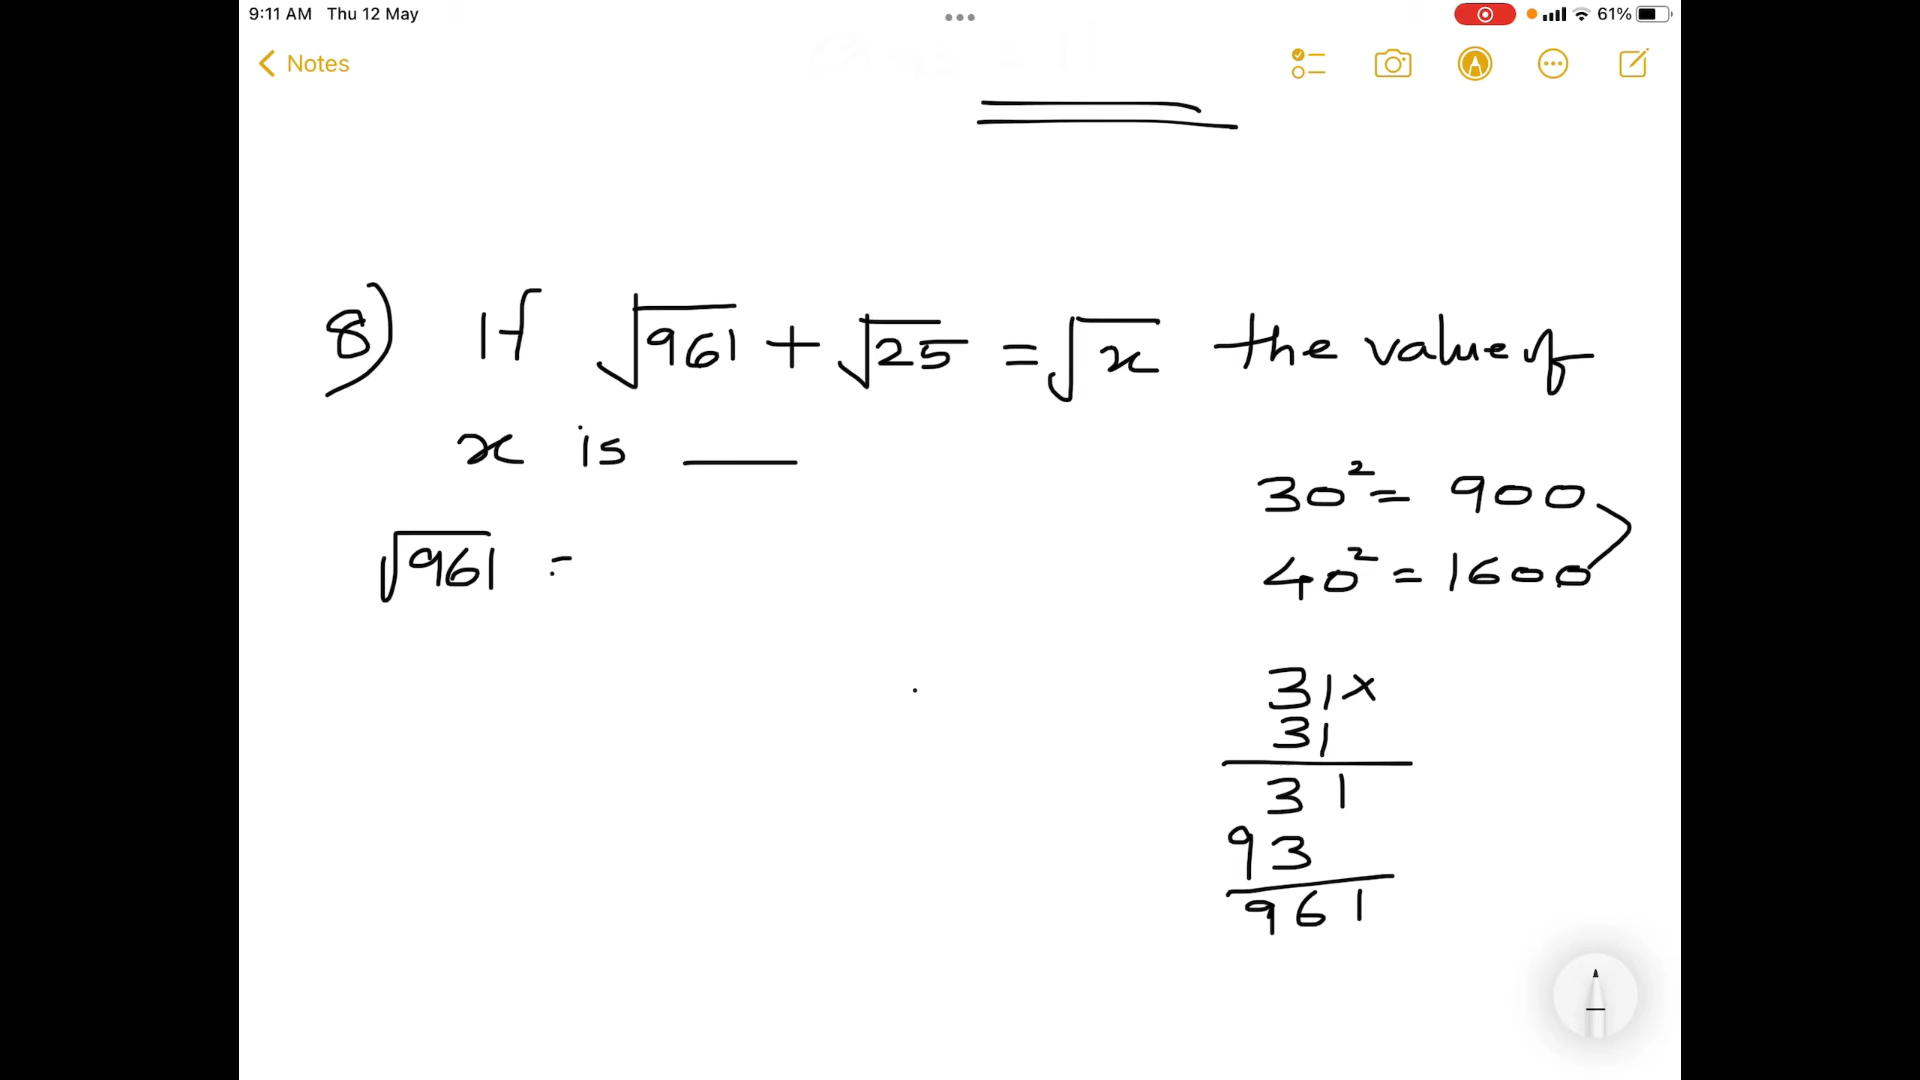 9:11 AM Thu 12 May
61%
Notes
8) If √961 + √25 = √x the value of
x is ___
30² = 900
40² = 1600
√961 =
31×
31
31
93
961